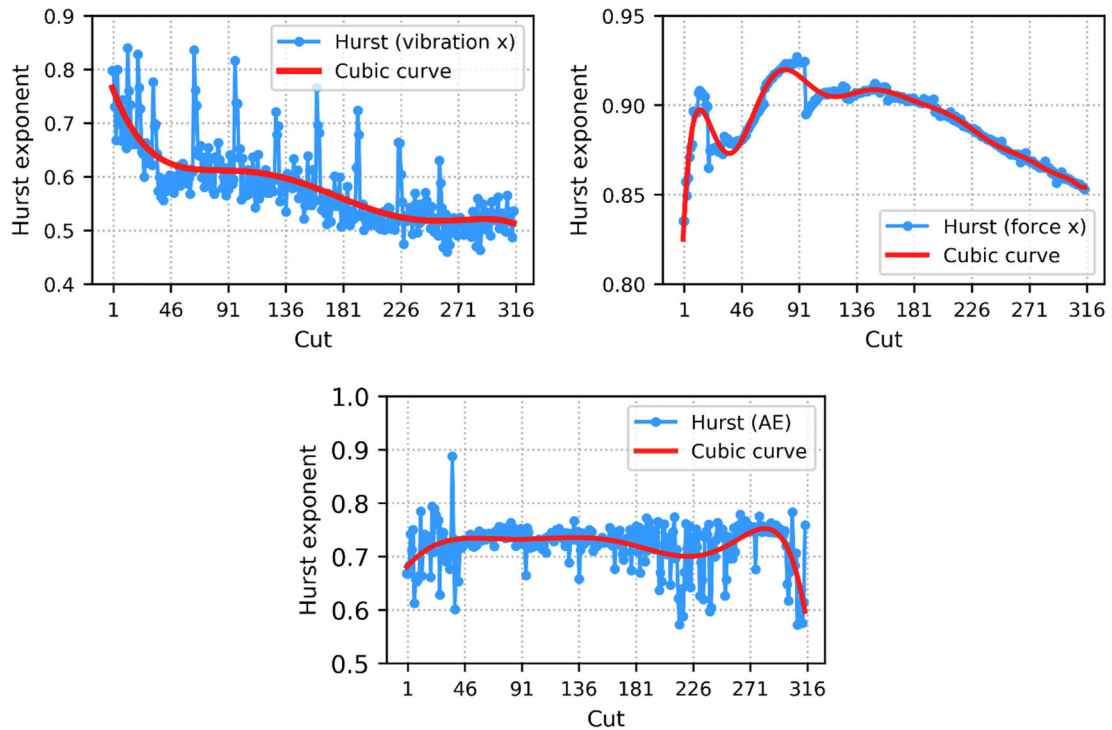 0.9
0.8
0.7
0.6
0.5
0.4
Hurst exponent
Hurst (vibration x)
Cubic curve
1 46 91 136 181 226 271 316
Cut
0.95
0.90
0.85
0.80
Hurst exponent
Hurst (force x)
Cubic curve
1 46 91 136 181 226 271 316
Cut
1.0
0.9
0.8
0.7
0.6
0.5
Hurst exponent
Hurst (AE)
Cubic curve
1 46 91 136 181 226 271 316
Cut